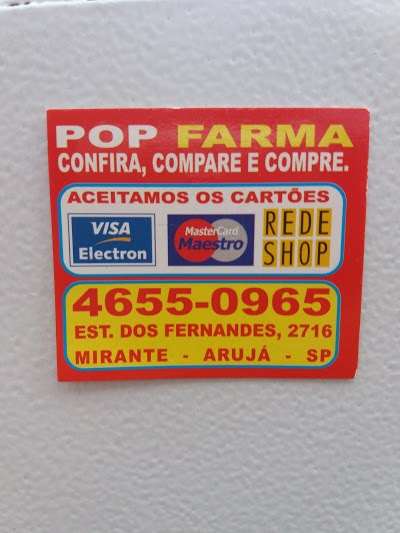 POP FARMA
CONFIRA, COMPARE E COMPRE.
ACEITAMOS OS CARTÕES
VISA
Electron
MasterCard
Maestro
REDE
SHOP
4655-0965
EST. DOS FERNANDES, 2716
MIRANTE - ARUJÁ - SP